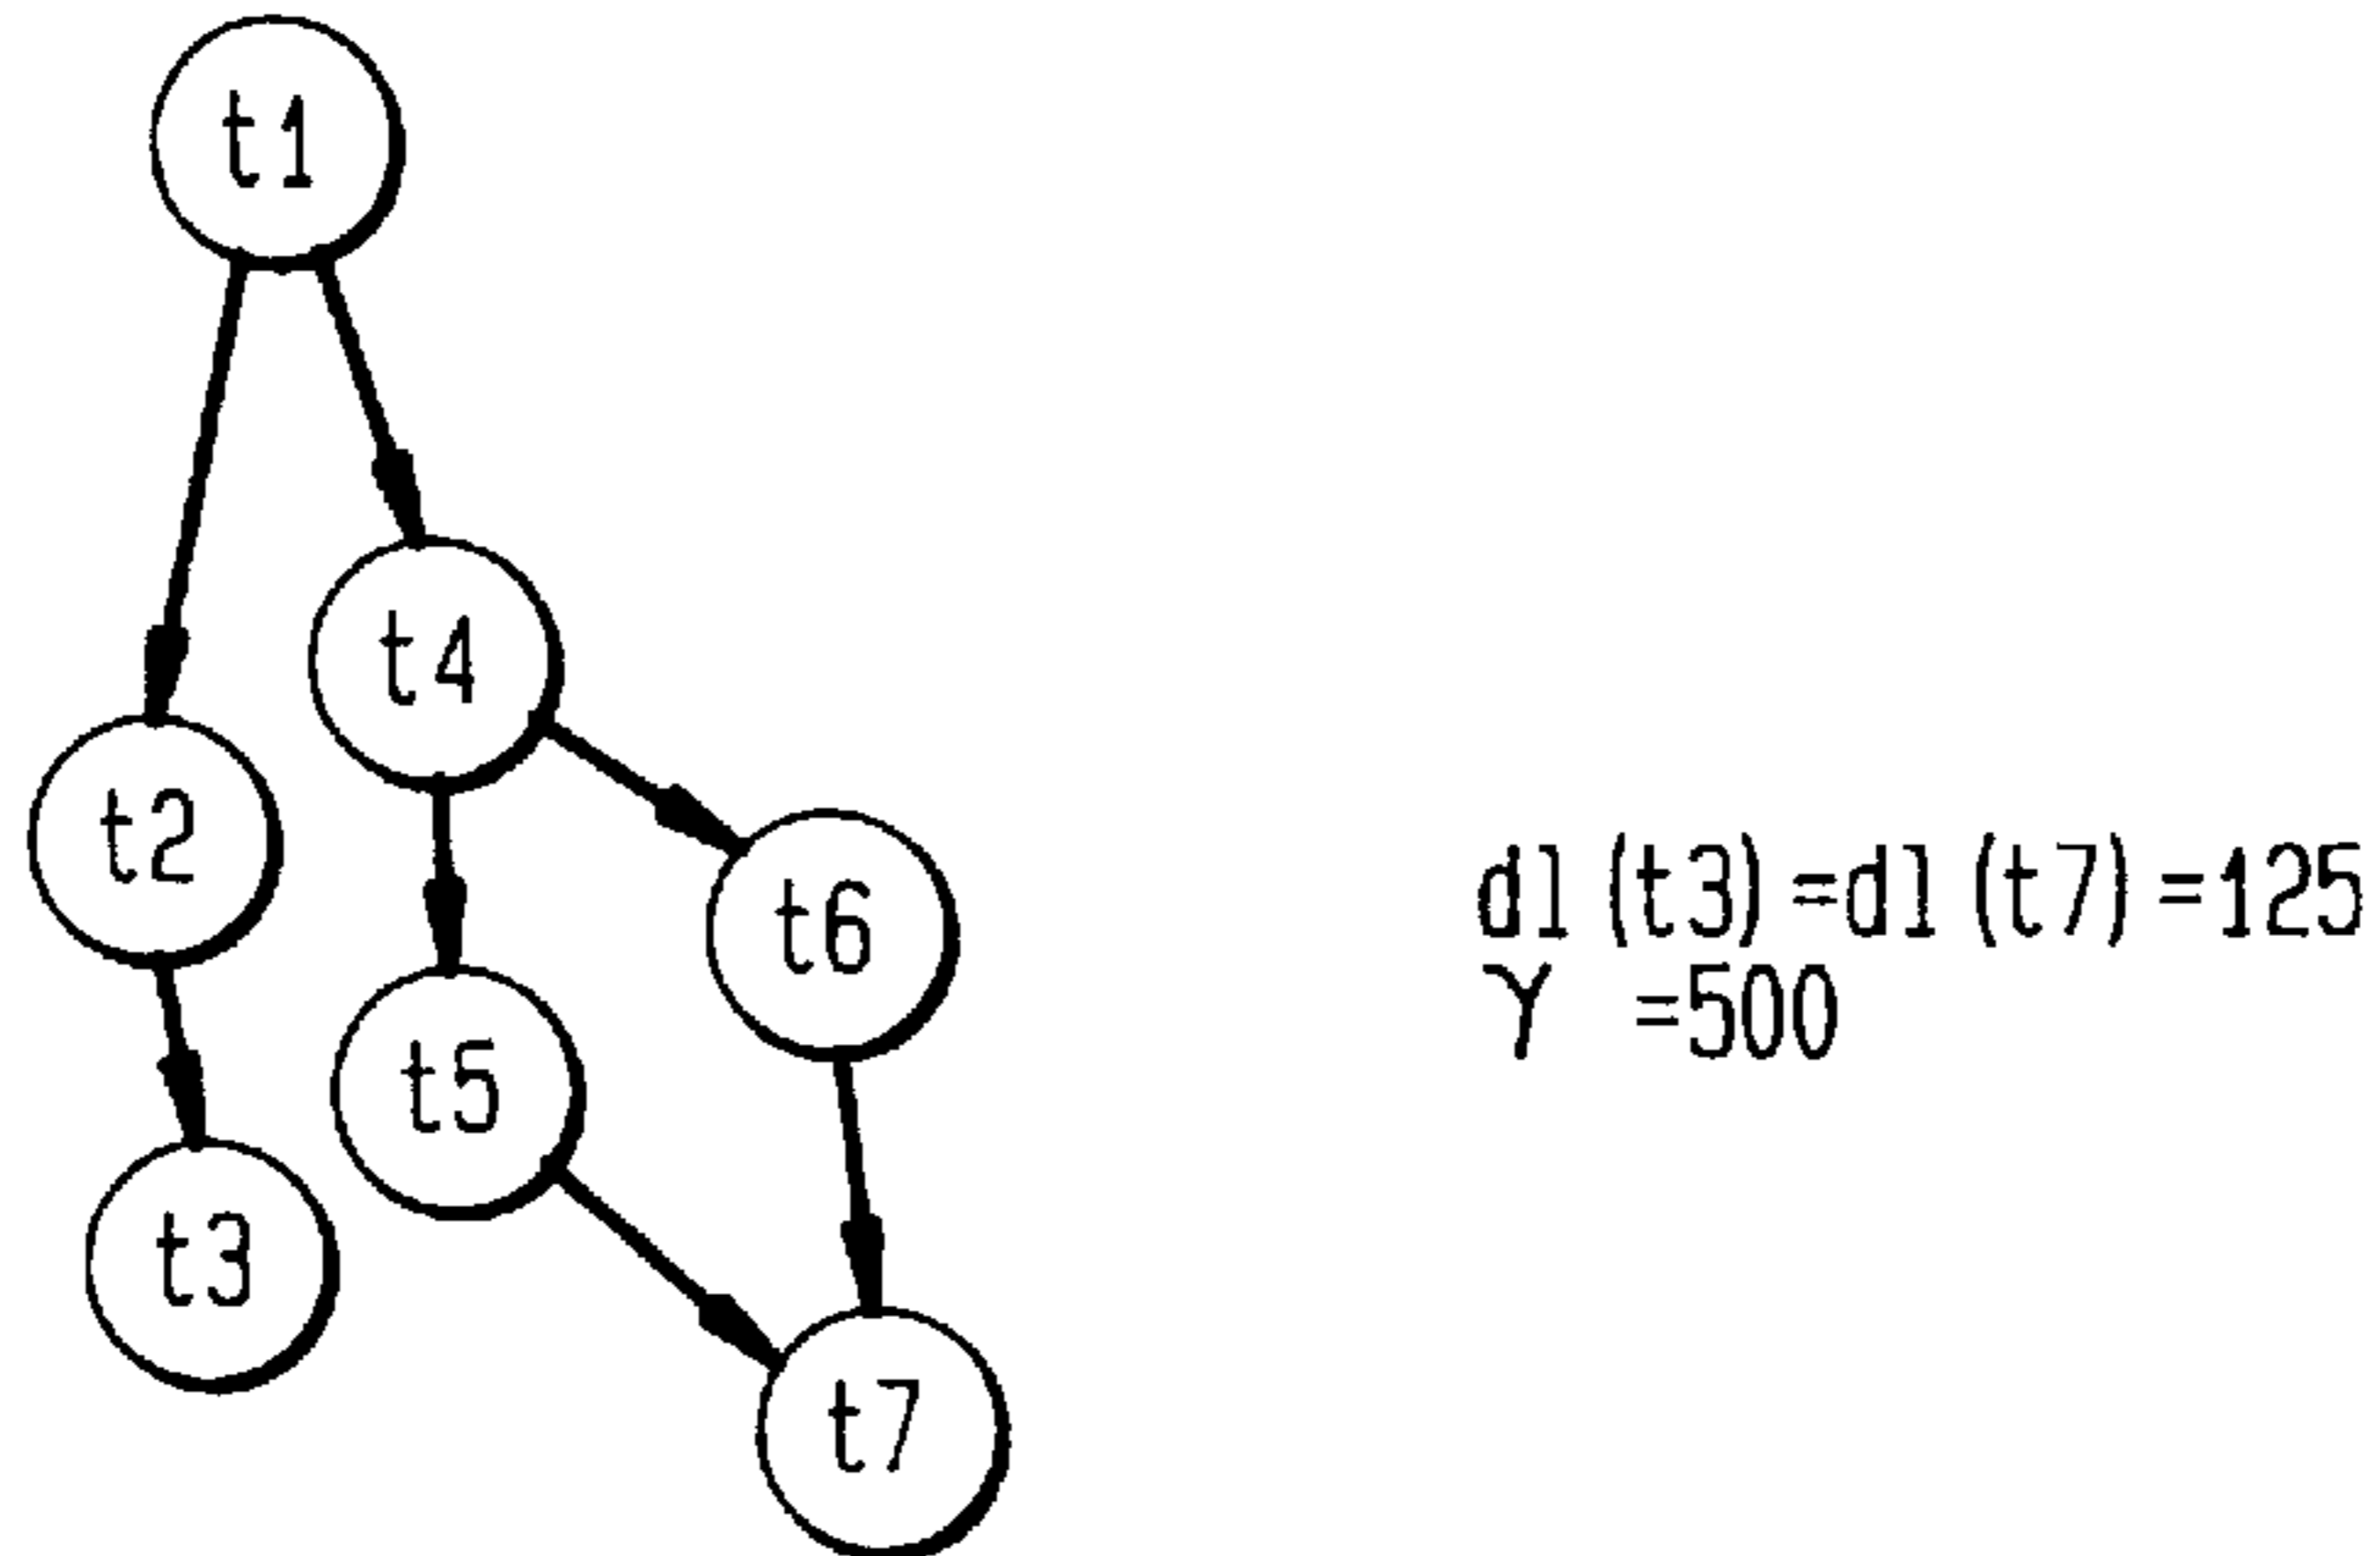 t1
t4
t2
t6
t5
t3
t7
dl(t3)=dl(t7)=125
γ =500